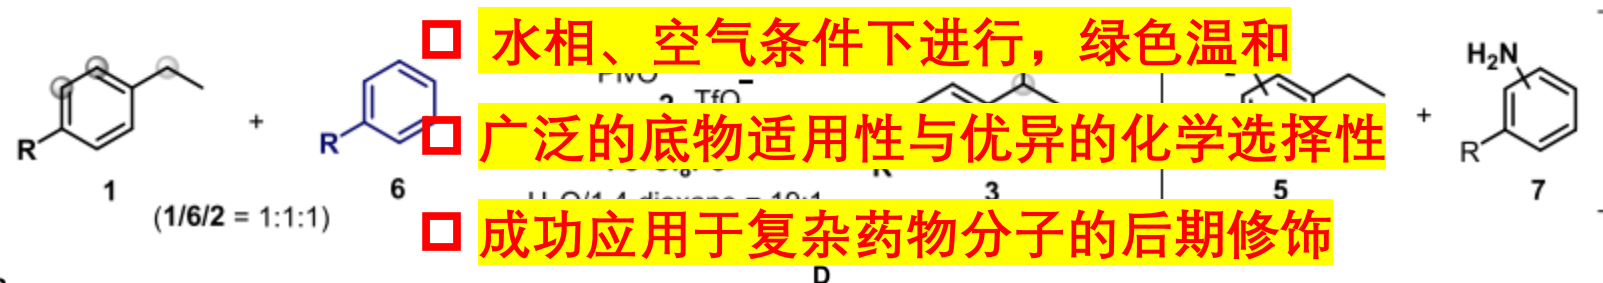 水相、空气条件下进行，绿色温和
H₂N
R
+
R
广泛的底物适用性与优异的化学选择性
+
R
1
6
3
5
7
(1/6/2 = 1:1:1)
成功应用于复杂药物分子的后期修饰
D